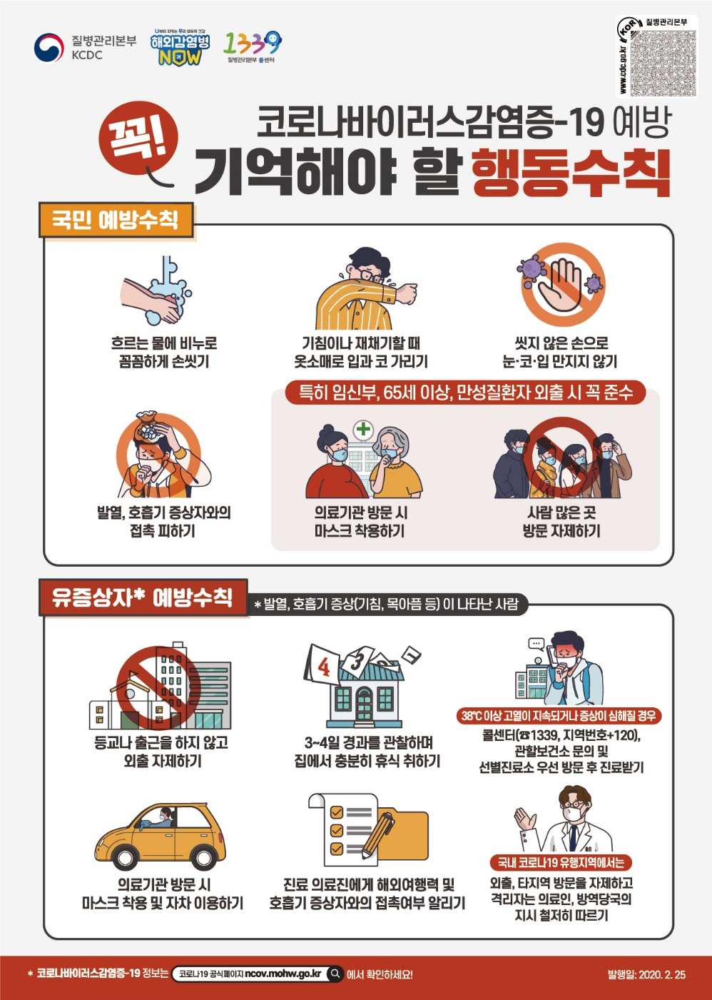 질병관리본부
KCDC
나부터 지키는 우리 모두의 건강
해외감염병
NOW
1339
질병관리본부 콜센터
KOR
질병관리본부
www.cdc.go.kr
꼭!
코로나바이러스감염증-19 예방
기억해야 할 행동수칙
국민 예방수칙
흐르는 물에 비누로
꼼꼼하게 손씻기
기침이나 재채기할 때
옷소매로 입과 코 가리기
씻지 않은 손으로
눈·코·입 만지지 않기
특히 임신부, 65세 이상, 만성질환자 외출 시 꼭 준수
발열, 호흡기 증상자와의
접촉 피하기
의료기관 방문 시
마스크 착용하기
사람 많은 곳
방문 자제하기
유증상자* 예방수칙
* 발열, 호흡기 증상(기침, 목아픔 등) 이 나타난 사람
등교나 출근을 하지 않고
외출 자제하기
4 3 2 1
3~4일 경과를 관찰하며
집에서 충분히 휴식 취하기
38℃ 이상 고열이 지속되거나 증상이 심해질 경우
콜센터(☎1339, 지역번호+120),
관할보건소 문의 및
선별진료소 우선 방문 후 진료받기
의료기관 방문 시
마스크 착용 및 자차 이용하기
진료 의료진에게 해외여행력 및
호흡기 증상자와의 접촉여부 알리기
국내 코로나19 유행지역에서는
외출, 타지역 방문을 자제하고
격리자는 의료인, 방역당국의
지시 철저히 따르기
* 코로나바이러스감염증-19 정보는 코로나19 공식페이지 ncov.mohw.go.kr 에서 확인하세요!
발행일: 2020. 2. 25